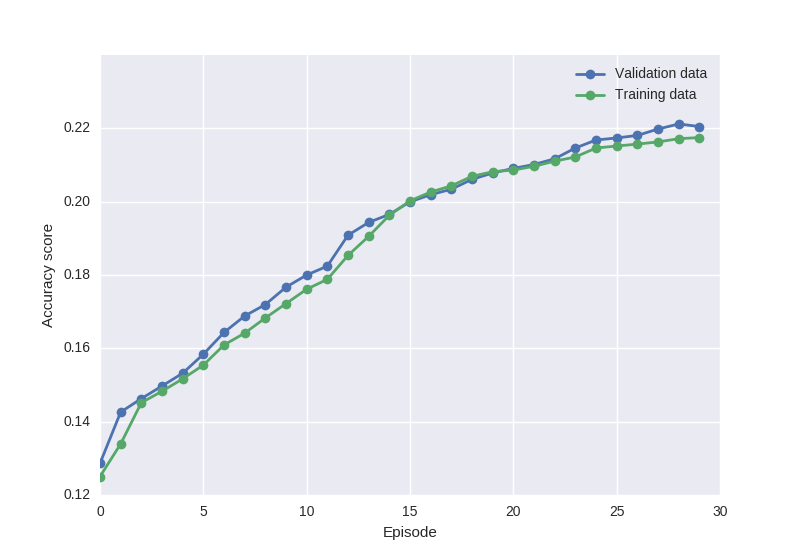 Validation data
Training data
0.22
0.20
0.18
0.16
0.14
0.12
Accuracy score
0 5 10 15 20 25 30
Episode